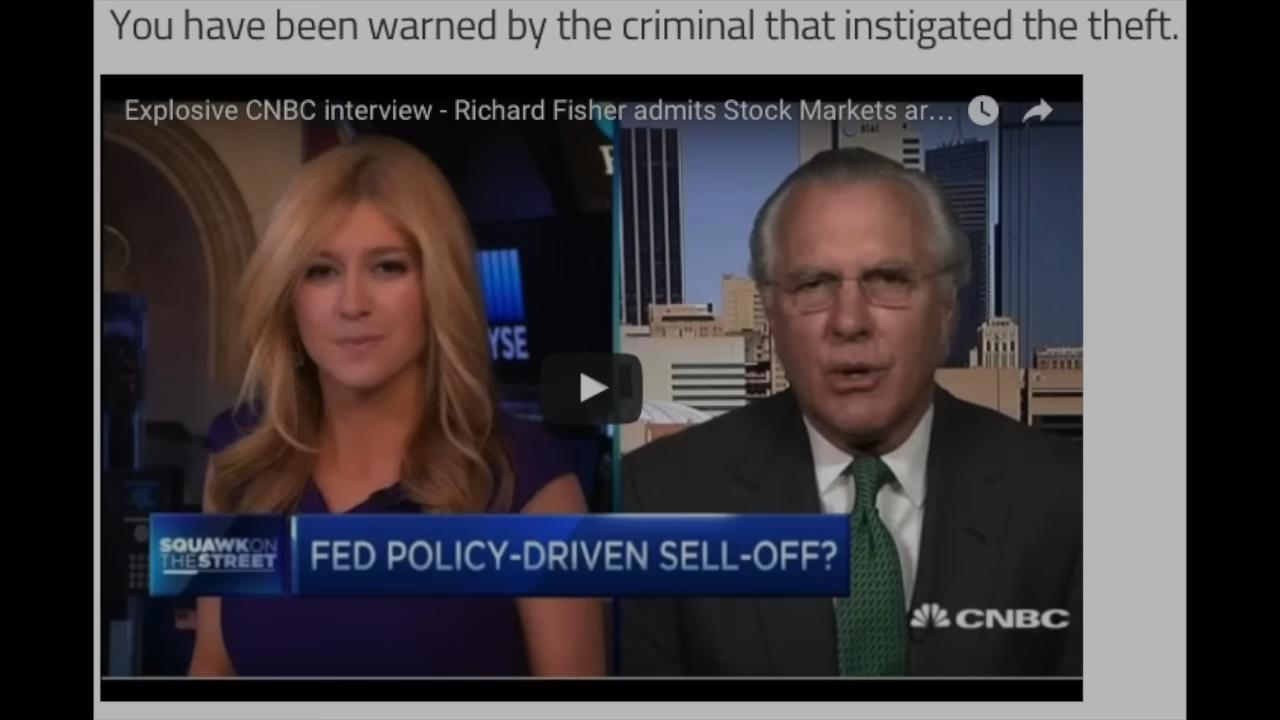 You have been warned by the criminal that instigated the theft.
Explosive CNBC interview - Richard Fisher admits Stock Markets ar...
YSE
SQUAWK ON
THE STREET
FED POLICY-DRIVEN SELL-OFF?
CNBC